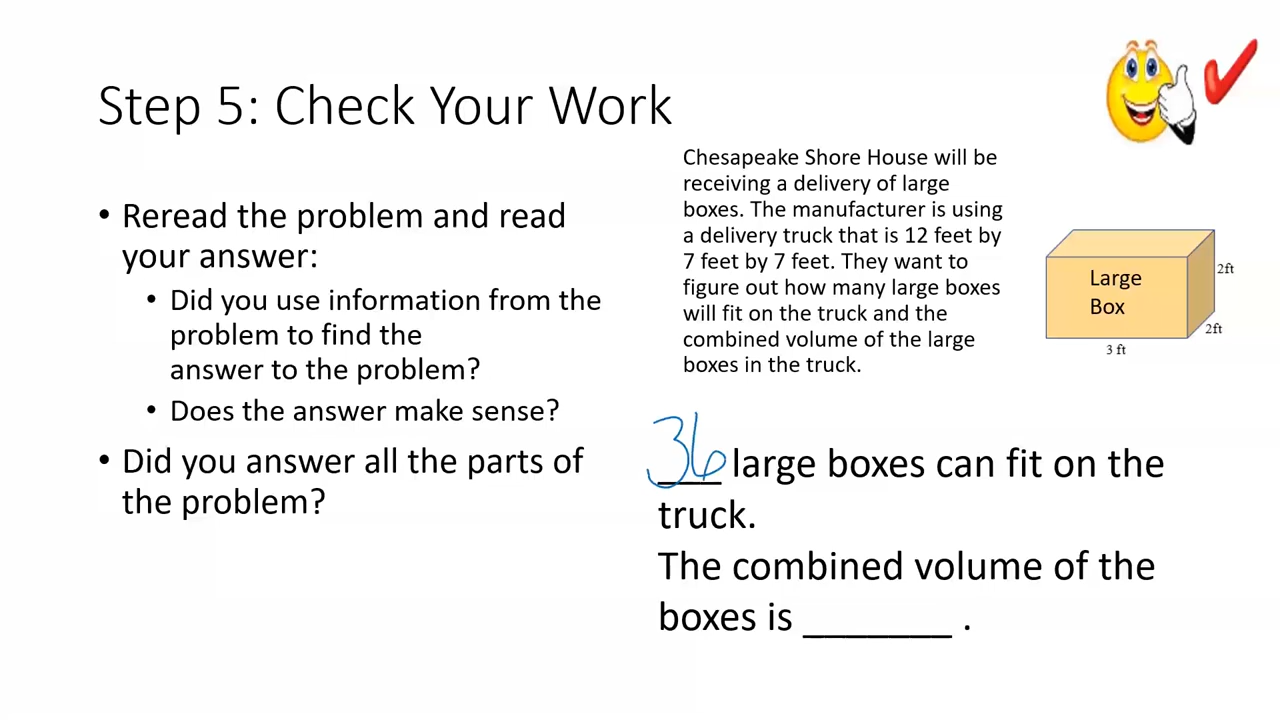 Step 5: Check Your Work
• Reread the problem and read
your answer:
• Did you use information from the
problem to find the
answer to the problem?
• Does the answer make sense?
• Did you answer all the parts of
the problem?
Chesapeake Shore House will be
receiving a delivery of large
boxes. The manufacturer is using
a delivery truck that is 12 feet by
7 feet by 7 feet. They want to
figure out how many large boxes
will fit on the truck and the
combined volume of the large
boxes in the truck.
Large
Box
2ft
2ft
3 ft
36 large boxes can fit on the
truck.
The combined volume of the
boxes is _______ .